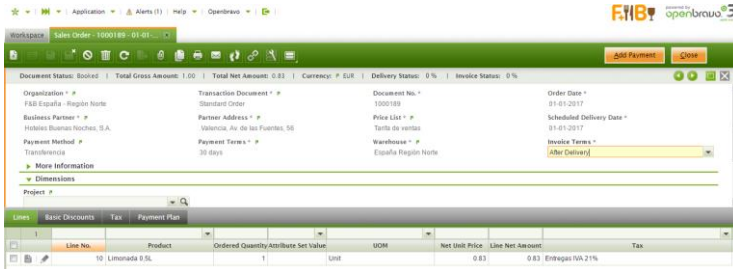 Application Alerts (1) Help Openbravo
F&B powered by openbravo 3
Workspace Sales Order - 1000189 - 01-01-...
Add Payment Close
Document Status: Booked | Total Gross Amount: 1.00 | Total Net Amount: 0.83 | Currency: EUR | Delivery Status: 0 % | Invoice Status: 0 %
Organization * Transaction Document * Document No. * Order Date *
F&B España - Región Norte Standard Order 1000189 01-01-2017
Business Partner * Partner Address * Price List * Scheduled Delivery Date *
Hoteles Buenas Noches, S.A. Valencia, Av. de las Fuentes, 56 Tarifa de ventas 01-01-2017
Payment Method Payment Terms * Warehouse * Invoice Terms *
Transferencia 30 days España Región Norte After Delivery
More Information
Dimensions
Project
Lines Basic Discounts Tax Payment Plan
1
Line No. Product Ordered Quantity Attribute Set Value UOM Net Unit Price Line Net Amount Tax
10 Limonada 0,5L 1 Unit 0.83 0.83 Entregas IVA 21%